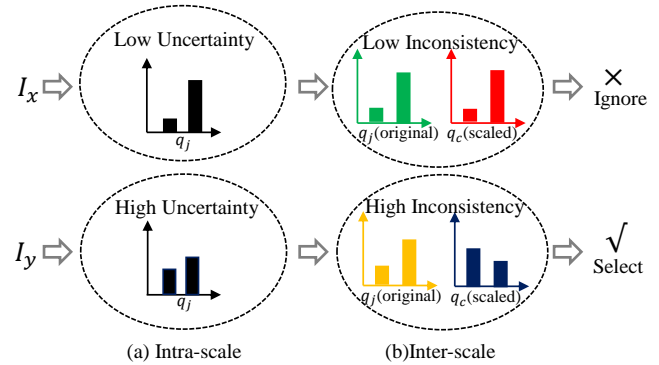 Low Uncertainty
Low Inconsistency
I_x
q_j
q_j(original)
q_c(scaled)
×
Ignore
High Uncertainty
High Inconsistency
I_y
q_j
q_j(original)
q_c(scaled)
√
Select
(a) Intra-scale
(b)Inter-scale